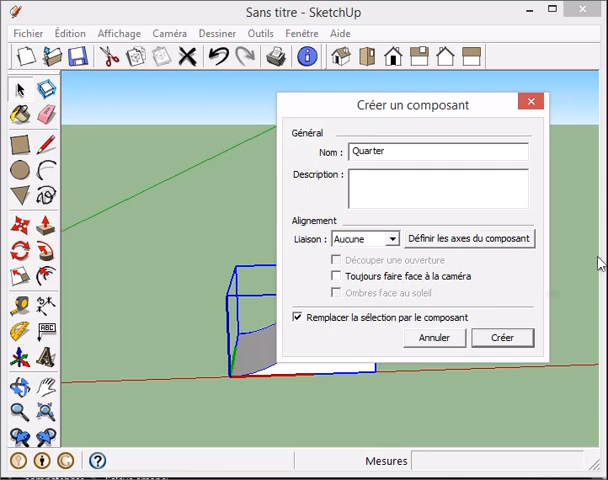 Sans titre - SketchUp
Fichier Édition Affichage Caméra Dessiner Outils Fenêtre Aide
Créer un composant
Général
Nom : Quarter
Description :
Alignement
Liaison : Aucune Définir les axes du composant
Découper une ouverture
Toujours faire face à la caméra
Ombres face au soleil
Remplacer la sélection par le composant
Annuler Créer
ABC
Mesures